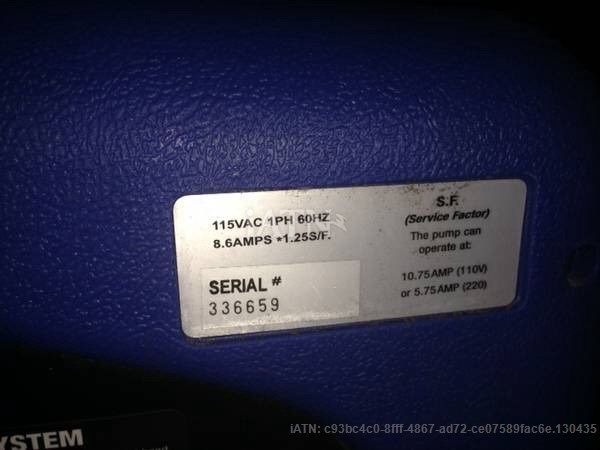 115VAC 1PH 60HZ
8.6AMPS *1.25S/F.
SERIAL #
336659
S.F.
(Service Factor)
The pump can
operate at:
10.75AMP (110V)
or 5.75AMP (220)
iATN
YSTEM
iATN: c93bc4c0-8fff-4867-ad72-ce07589fac6e.130435